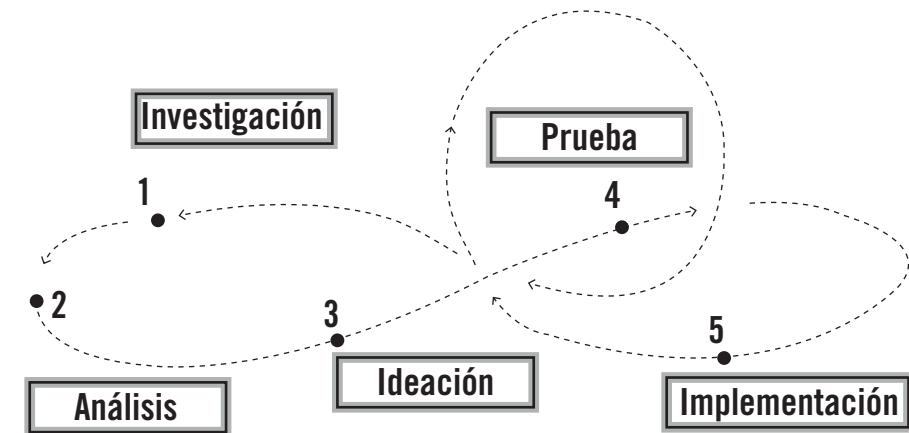 Investigación
Prueba
1
4
2
3
5
Ideación
Análisis
Implementación